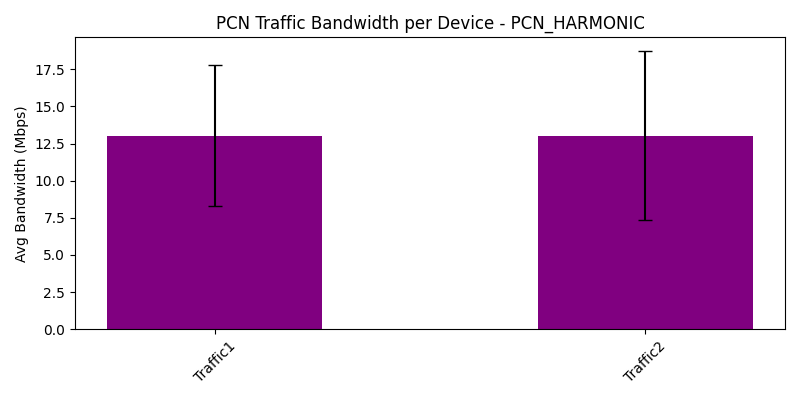 PCN Traffic Bandwidth per Device - PCN_HARMONIC
Avg Bandwidth (Mbps)
17.5
15.0
12.5
10.0
7.5
5.0
2.5
0.0
Traffic1
Traffic2